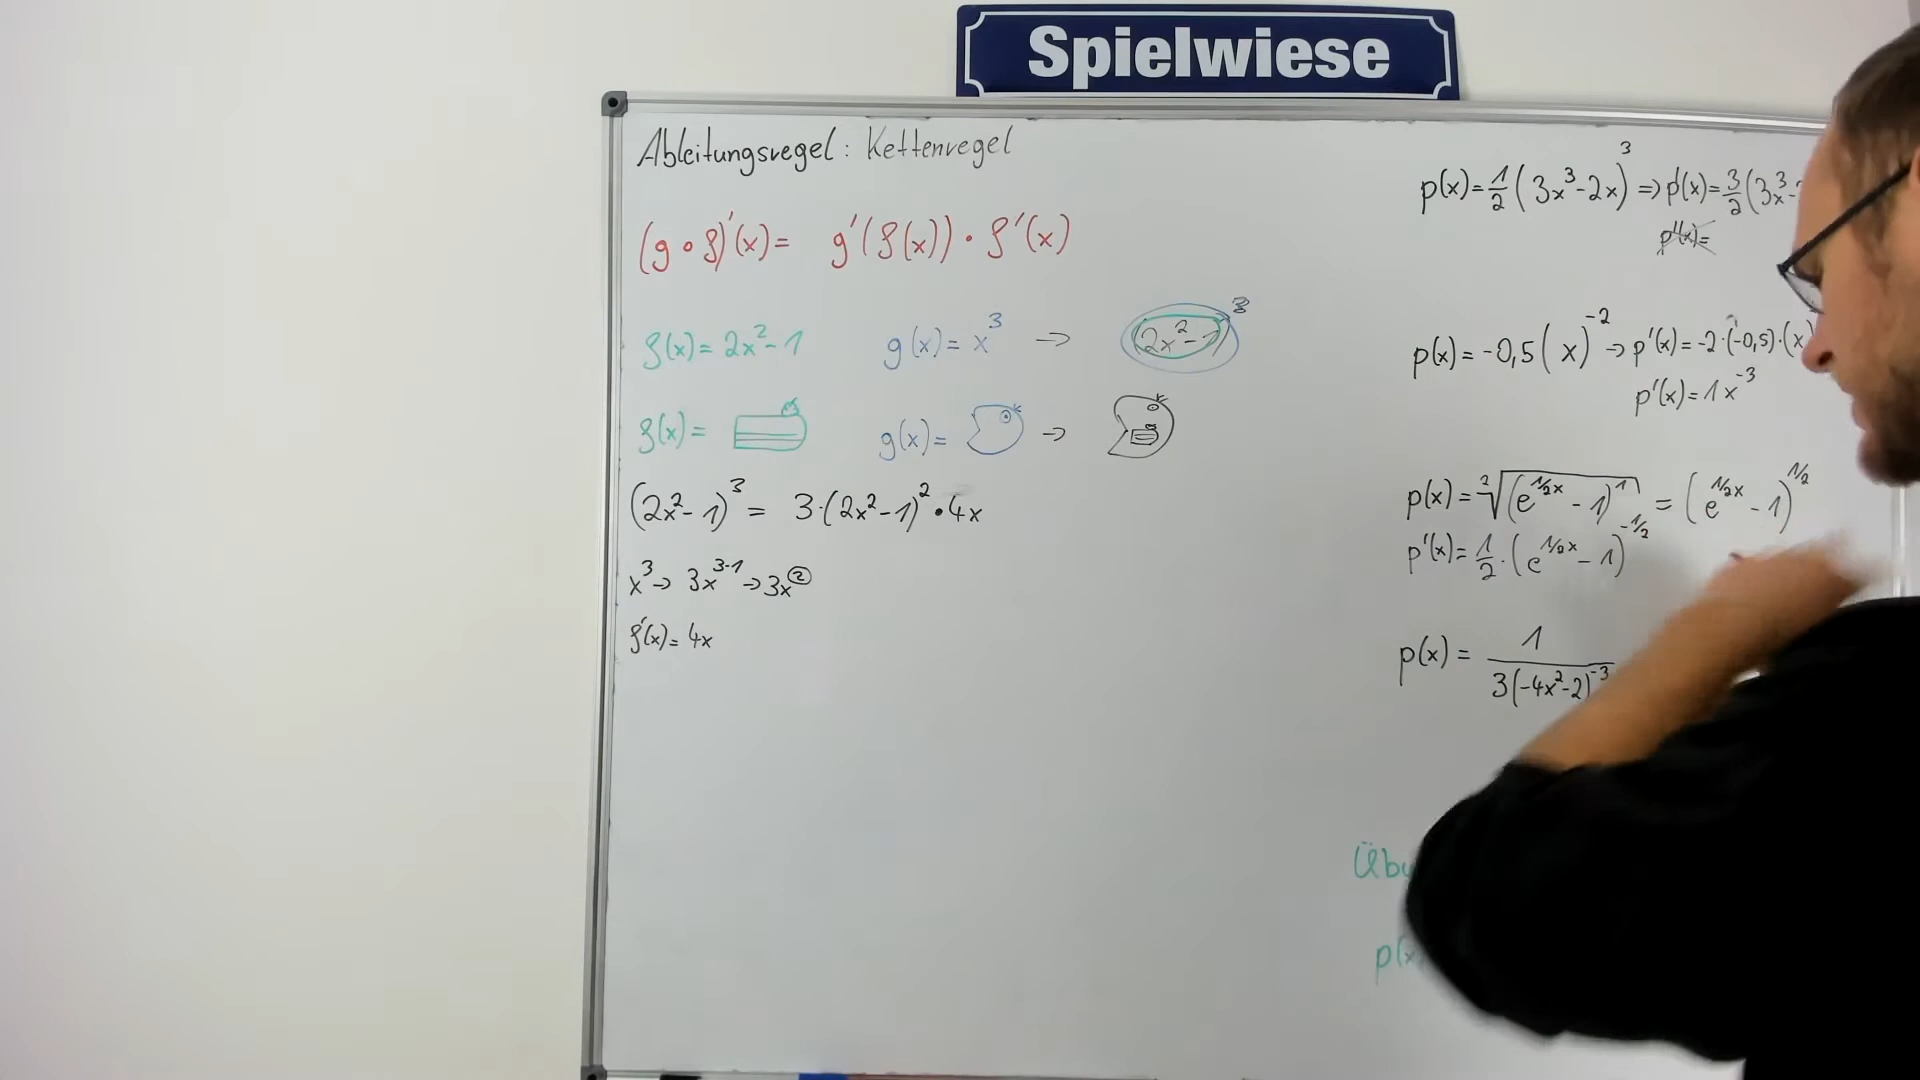 Spielwiese
Ableitungsregel: Kettenregel
(g∘f)'(x)= g'(f(x)) · f'(x)
f(x)= 2x²-1 g(x)= x³ → (2x²-1)³
f(x)= g(x)= →
(2x²-1)³ = 3·(2x²-1)²·4x
x³→ 3x³⁻¹→3x²
f'(x)= 4x
p(x)=1/2(3x³-2x)³ ⇒ p'(x)=3/2(3x³-
p''(x)=
p(x)=-0,5(x)⁻² → p'(x)=-2·(-0,5)·(x)
p'(x)=1x⁻³
p(x)=²√(e^(1/2x) - 1)¹ = (e^(1/2x) - 1)^(1/2)
p'(x)=1/2·(e^(1/2x) - 1)^(-1/2)
p(x)= 1/3(-4x²-2)⁻³